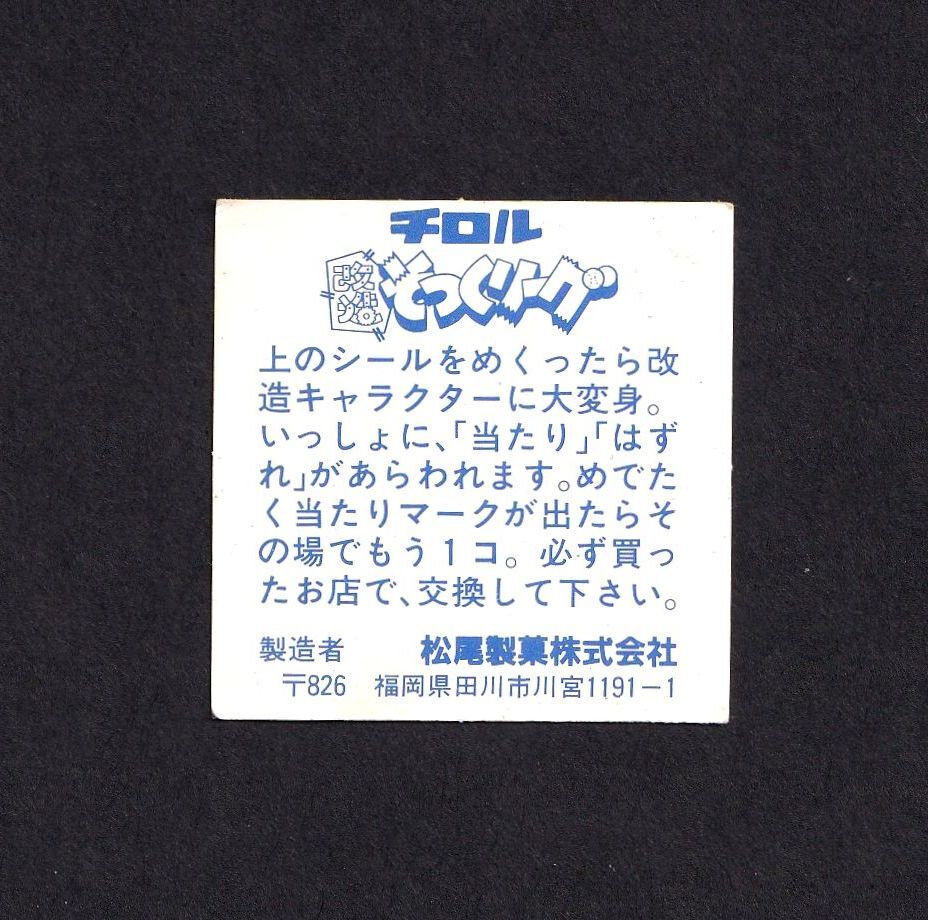 チロル
改造 そっくリーグ
上のシールをめくったら改
造キャラクターに大変身。
いっしょに、「当たり」「はず
れ」があらわれます。めでた
く当たりマークが出たらそ
の場でもう1コ。必ず買っ
たお店で、交換して下さい。
製造者 松尾製菓株式会社
〒826 福岡県田川市川宮1191-1